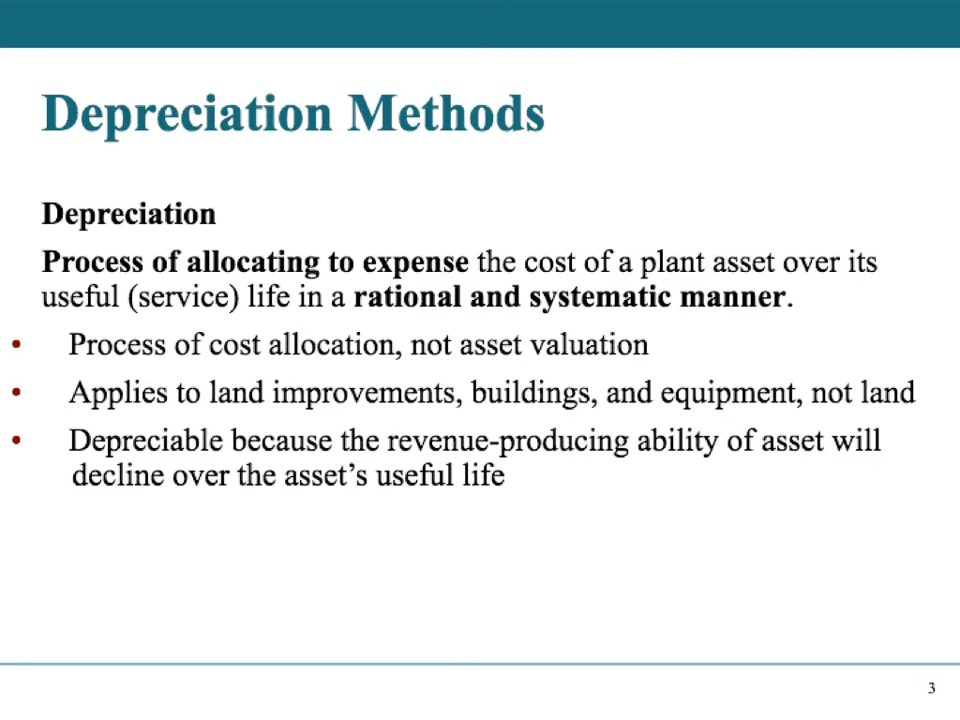 Depreciation Methods
Depreciation
Process of allocating to expense the cost of a plant asset over its
useful (service) life in a rational and systematic manner.
• Process of cost allocation, not asset valuation
• Applies to land improvements, buildings, and equipment, not land
• Depreciable because the revenue-producing ability of asset will
decline over the asset’s useful life
3